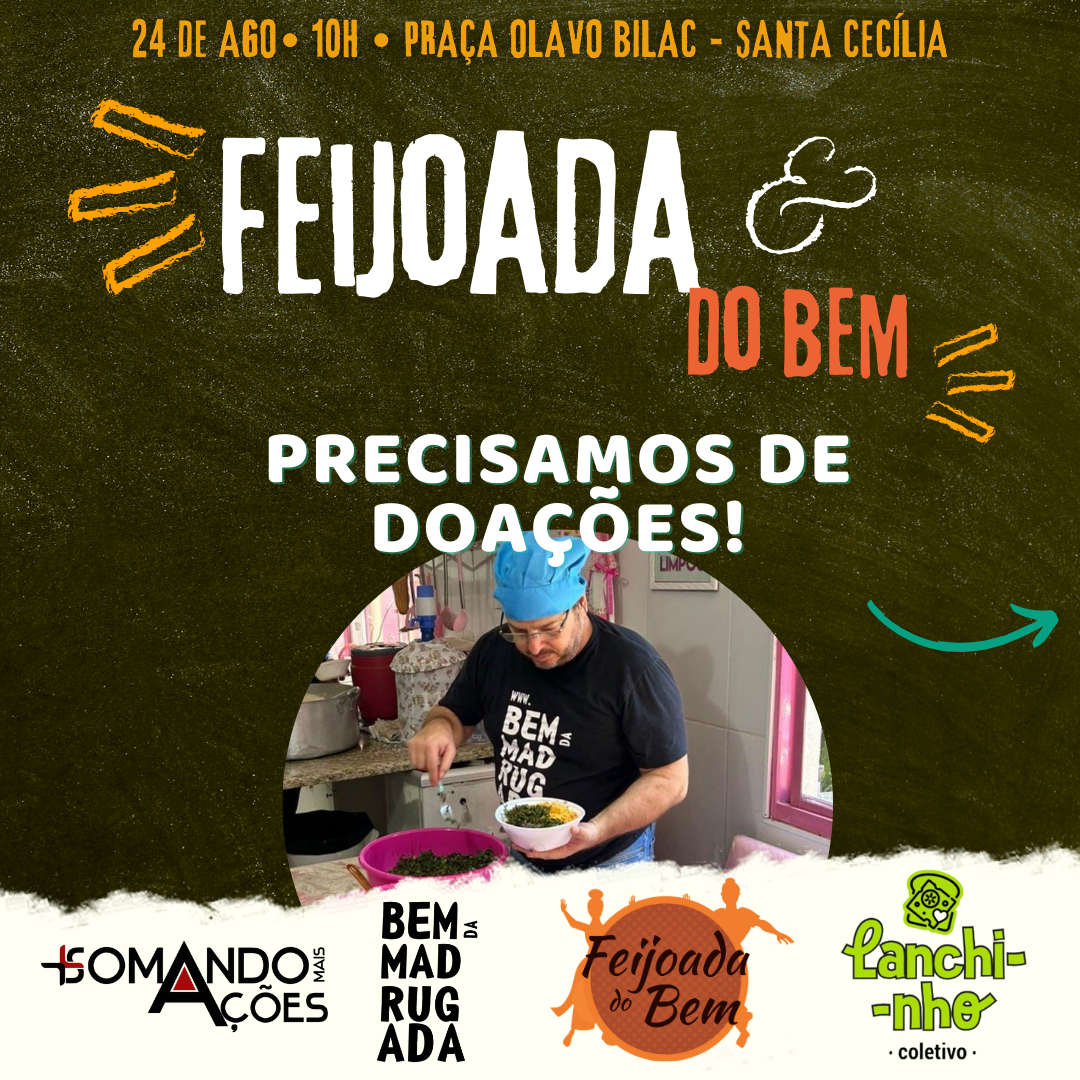 24 DE AGO • 10H • PRAÇA OLAVO BILAC - SANTA CECÍLIA
FEIJOADA &
DO BEM
PRECISAMOS DE
DOAÇÕES!
WWW.
BEM DA
MAD
RUG
+SOMANDO MAIS
AÇÕES
BEM DA
MAD
RUG
ADA
Feijoada
do Bem
Lanchi-
-nho
· coletivo ·